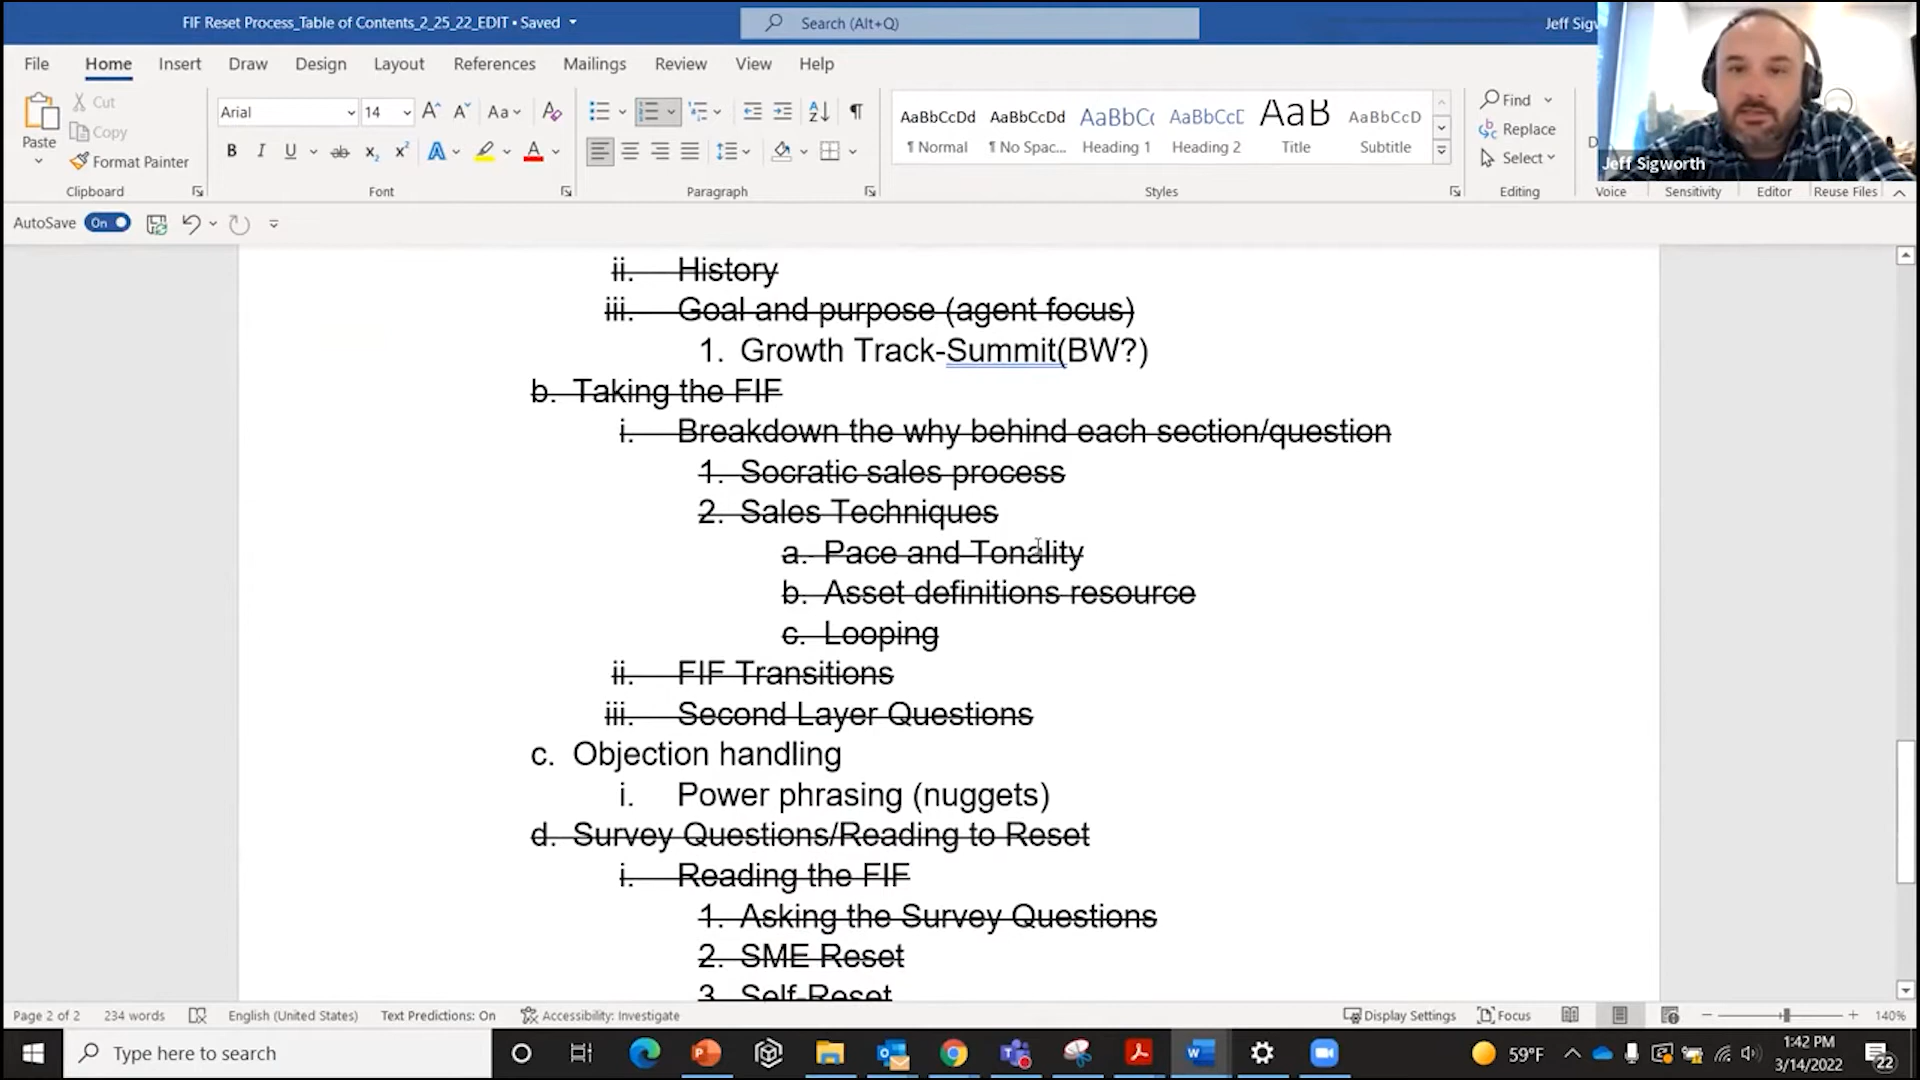 FIF Reset Process_Table of Contents_2_25_22_EDIT • Saved
Search (Alt+Q)
Jeff Sigw
File Home Insert Draw Design Layout References Mailings Review View Help
Paste
Cut
Copy
Format Painter
Clipboard
Arial 14
Aa
B I U ab x₂ x² A A
Font
Paragraph
AaBbCcDd AaBbCcDd AaBbCc AaBbCcD AaB AaBbCcD
¶ Normal ¶ No Spac... Heading 1 Heading 2 Title Subtitle
Styles
Find
Replace
Select
Editing
Jeff Sigworth
Voice Sensitivity Editor Reuse Files
AutoSave On
ii. History
iii. Goal and purpose (agent focus)
1. Growth Track-Summit(BW?)
b. Taking the FIF
i. Breakdown the why behind each section/question
1. Socratic sales process
2. Sales Techniques
a. Pace and Tonality
b. Asset definitions resource
c. Looping
ii. FIF Transitions
iii. Second Layer Questions
c. Objection handling
i. Power phrasing (nuggets)
d. Survey Questions/Reading to Reset
i. Reading the FIF
1. Asking the Survey Questions
2. SME Reset
3. Self-Reset
Page 2 of 2 234 words English (United States) Text Predictions: On Accessibility: Investigate Display Settings Focus 140%
Type here to search
59°F
1:42 PM
3/14/2022
22